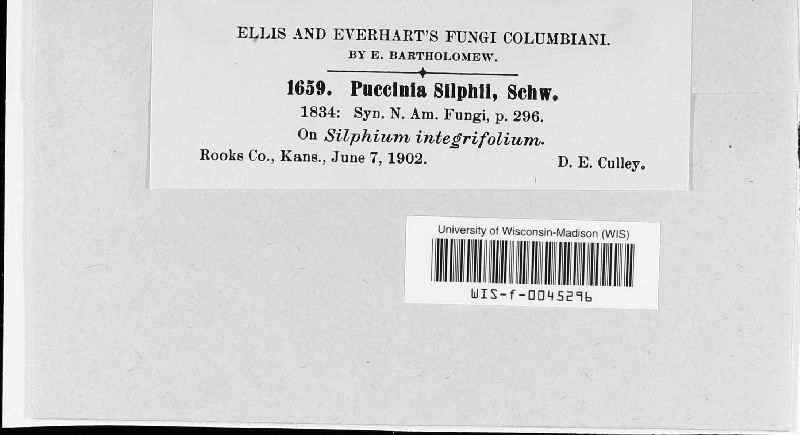 ELLIS AND EVERHART'S FUNGI COLUMBIANI.
BY E. BARTHOLOMEW.
1659. Puccinia Silphii, Schw.
1834: Syn. N. Am. Fungi, p. 296.
On Silphium integrifolium.
Rooks Co., Kans., June 7, 1902. D. E. Culley.
University of Wisconsin-Madison (WIS)
WIS-f-0045296